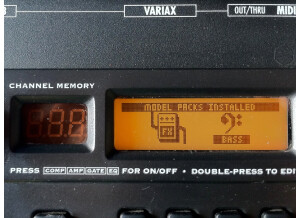 VARIAX
OUT/THRU MIDI
CHANNEL MEMORY
MODEL PACKS INSTALLED
FX
BASS
PRESS COMP AMP GATE EQ FOR ON/OFF • DOUBLE-PRESS TO EDI